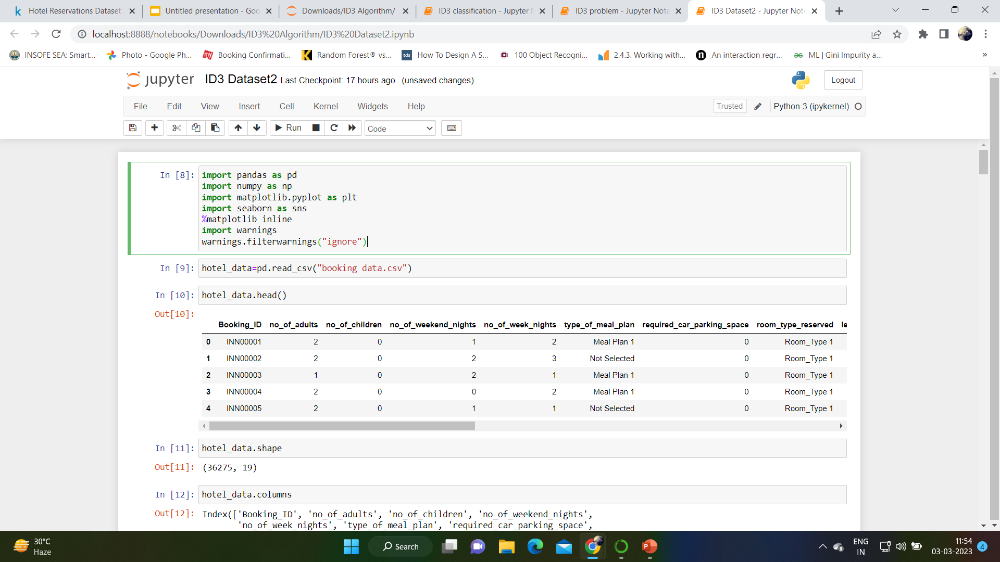 Hotel Reservations Dataset
Untitled presentation - Goo
Downloads/ID3 Algorithm/
ID3 classification - Jupyter N
ID3 problem - Jupyter Note
ID3 Dataset2 - Jupyter Note
localhost:8888/notebooks/Downloads/ID3%20Algorithm/ID3%20Dataset2.ipynb
INSOFE SEA: Smart... Photo - Google Ph... Booking Confirmati... Random Forest® vs... tds How To Design A S... 100 Object Recogni... 2.4.3. Working with... An interaction regr... ML | Gini Impurity a... »
jupyter ID3 Dataset2 Last Checkpoint: 17 hours ago (unsaved changes) Logout
File Edit View Insert Cell Kernel Widgets Help Trusted Python 3 (ipykernel)
Run Code
In [8]: import pandas as pd
import numpy as np
import matplotlib.pyplot as plt
import seaborn as sns
%matplotlib inline
import warnings
warnings.filterwarnings("ignore")
In [9]: hotel_data=pd.read_csv("booking data.csv")
In [10]: hotel_data.head()
Out[10]:
Booking_ID no_of_adults no_of_children no_of_weekend_nights no_of_week_nights type_of_meal_plan required_car_parking_space room_type_reserved le
0 INN00001 2 0 1 2 Meal Plan 1 0 Room_Type 1
1 INN00002 2 0 2 3 Not Selected 0 Room_Type 1
2 INN00003 1 0 2 1 Meal Plan 1 0 Room_Type 1
3 INN00004 2 0 0 2 Meal Plan 1 0 Room_Type 1
4 INN00005 2 0 1 1 Not Selected 0 Room_Type 1
In [11]: hotel_data.shape
Out[11]: (36275, 19)
In [12]: hotel_data.columns
Out[12]: Index(['Booking_ID', 'no_of_adults', 'no_of_children', 'no_of_weekend_nights',
'no_of_week_nights', 'type_of_meal_plan', 'required_car_parking_space',
30°C
Haze
Search
ENG
IN
11:54
03-03-2023
4